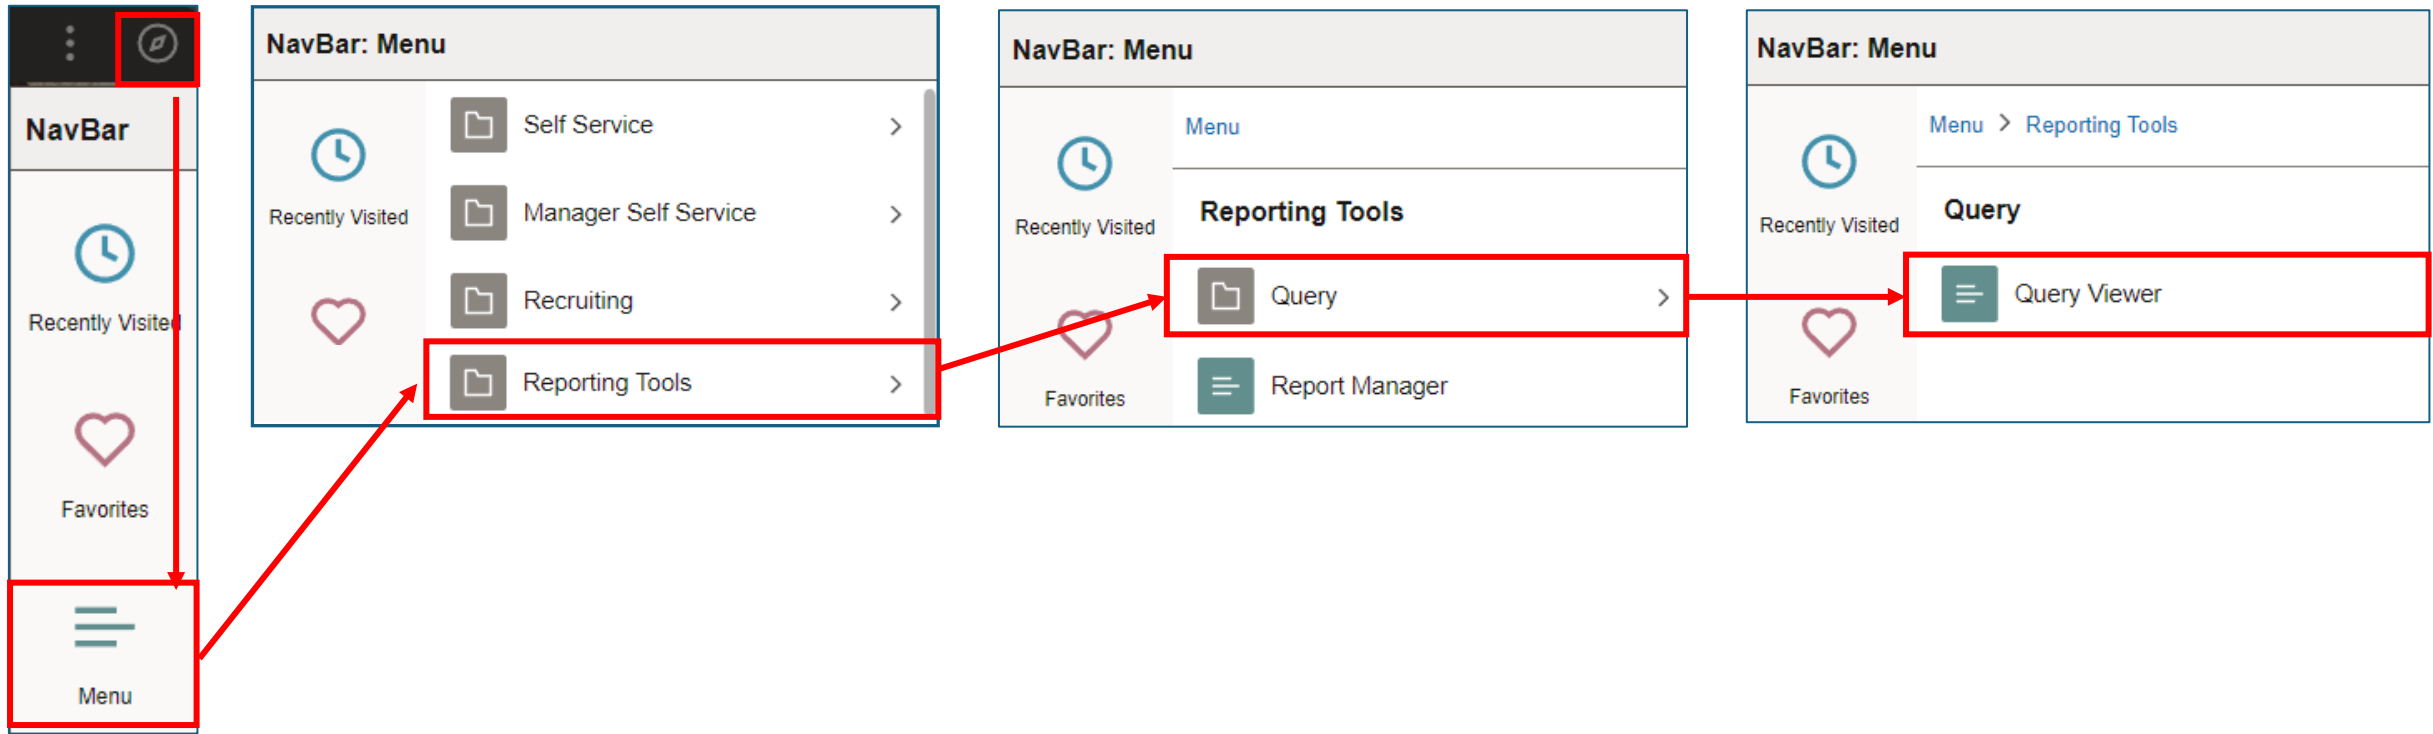 NavBar
Recently Visited
Favorites
Menu
NavBar: Menu
Recently Visited
Self Service
Manager Self Service
Recruiting
Reporting Tools
NavBar: Menu
Recently Visited
Favorites
Menu
Reporting Tools
Query
Report Manager
NavBar: Menu
Recently Visited
Favorites
Menu > Reporting Tools
Query
Query Viewer